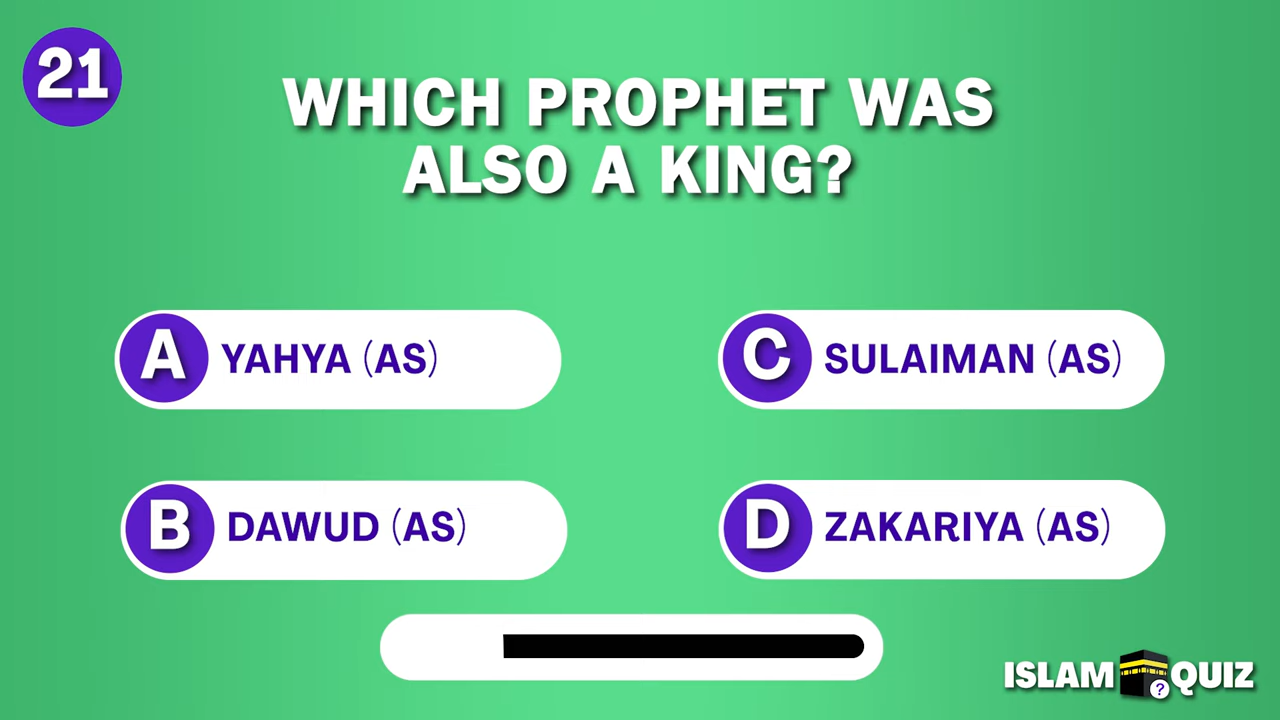 21
WHICH PROPHET WAS
ALSO A KING?
A YAHYA (AS)
B DAWUD (AS)
C SULAIMAN (AS)
D ZAKARIYA (AS)
ISLAM ? QUIZ